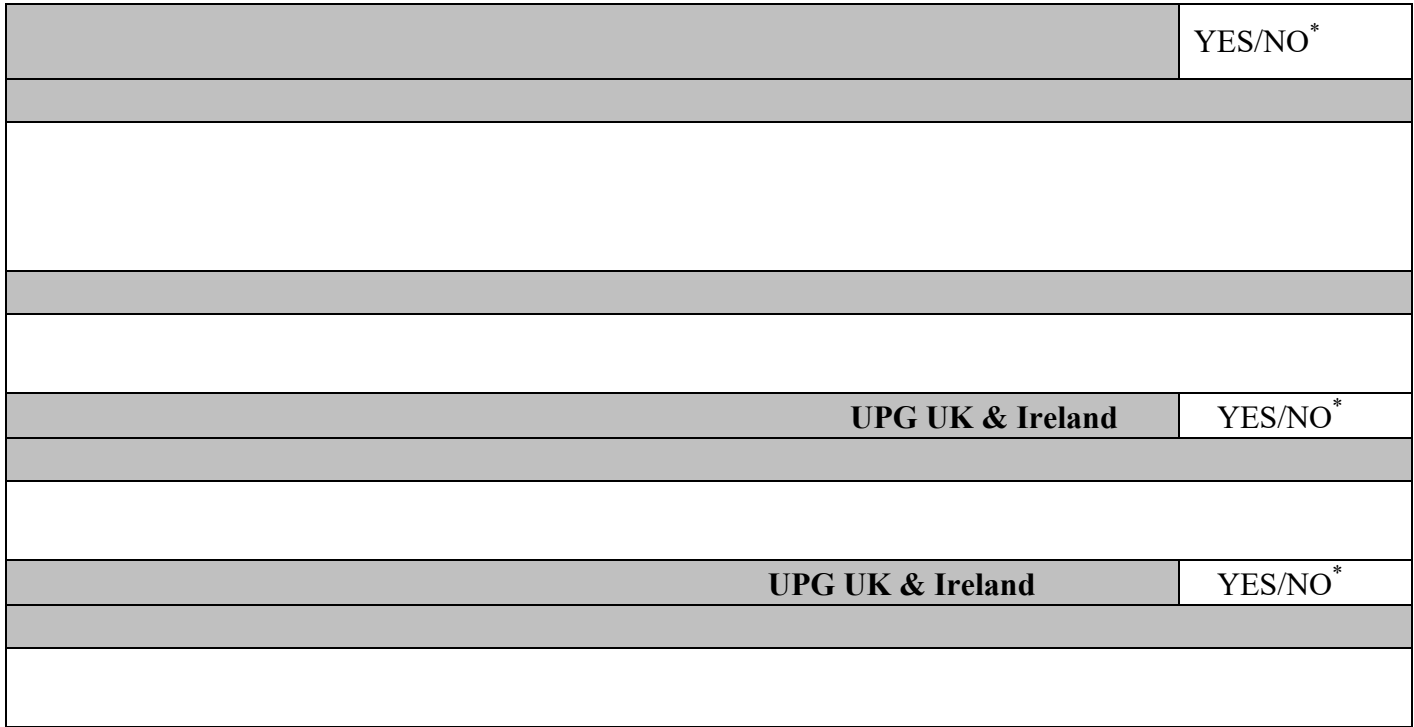 YES/NO*
UPG UK & Ireland YES/NO*
UPG UK & Ireland YES/NO*